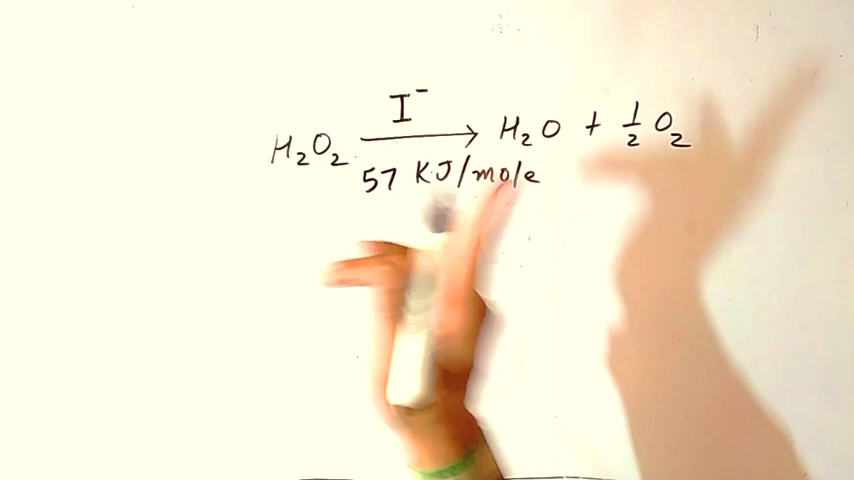 I⁻
H₂O₂ → H₂O + ½ O₂
57 KJ/mole